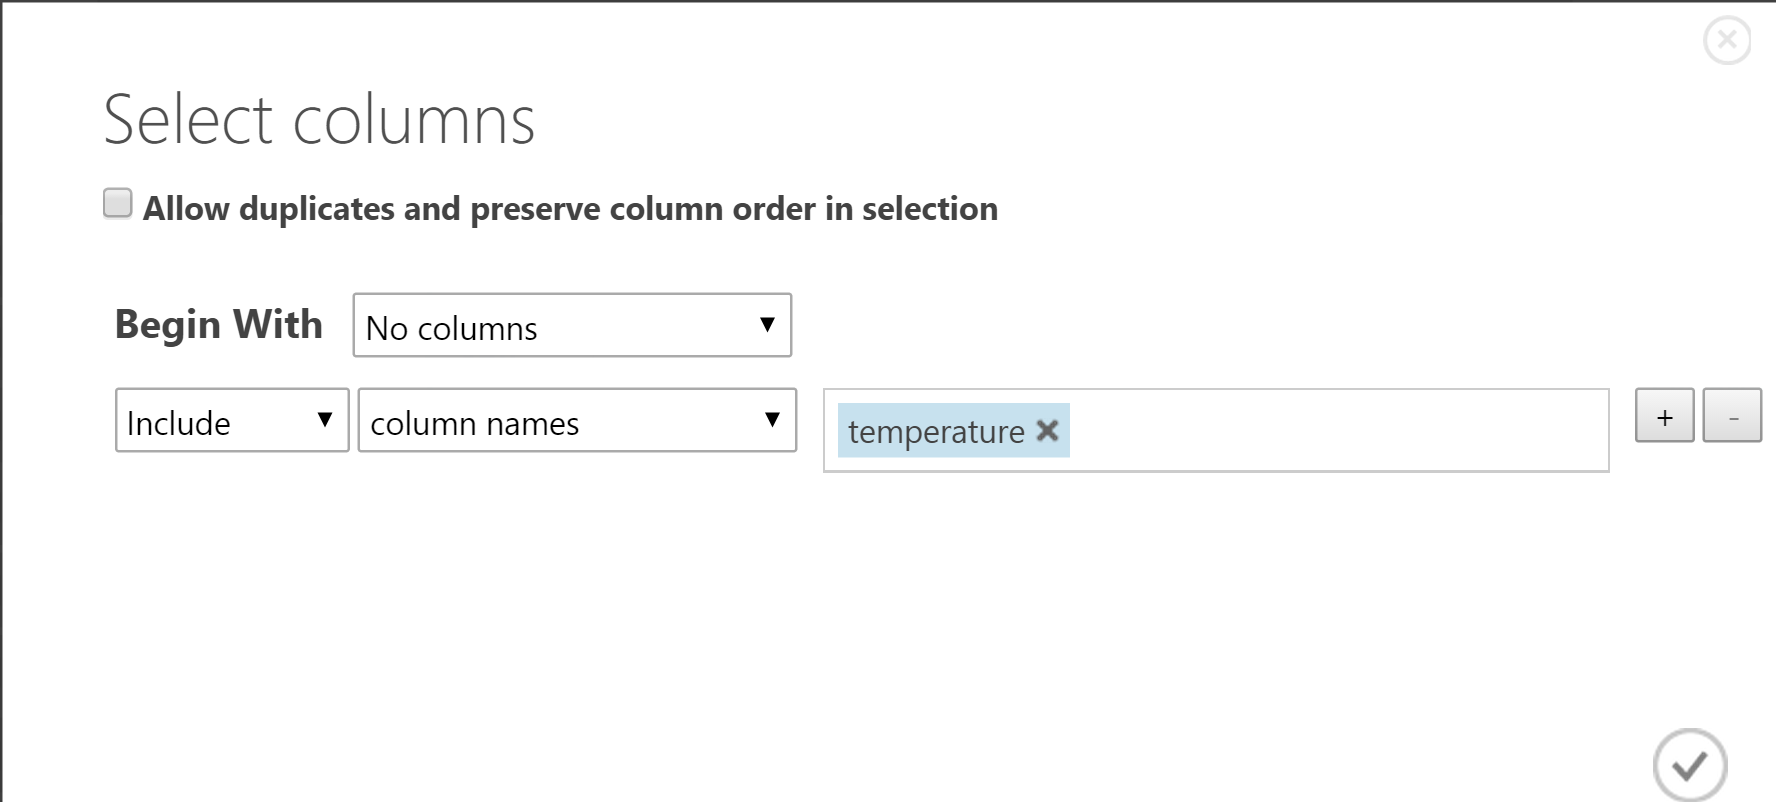 Select columns
Allow duplicates and preserve column order in selection
Begin With No columns
Include column names temperature + -